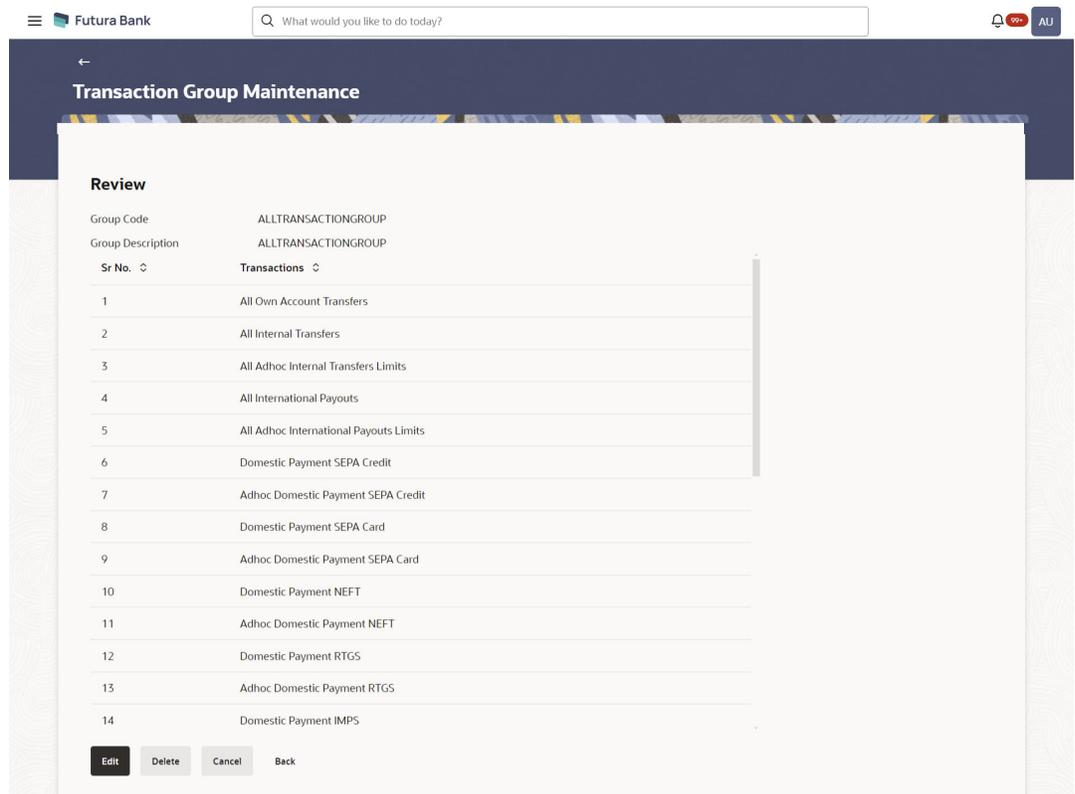 Futura Bank
What would you like to do today?
99+
AU
Transaction Group Maintenance
Review
Group Code ALLTRANSACTIONGROUP
Group Description ALLTRANSACTIONGROUP
Sr No. Transactions
1 All Own Account Transfers
2 All Internal Transfers
3 All Adhoc Internal Transfers Limits
4 All International Payouts
5 All Adhoc International Payouts Limits
6 Domestic Payment SEPA Credit
7 Adhoc Domestic Payment SEPA Credit
8 Domestic Payment SEPA Card
9 Adhoc Domestic Payment SEPA Card
10 Domestic Payment NEFT
11 Adhoc Domestic Payment NEFT
12 Domestic Payment RTGS
13 Adhoc Domestic Payment RTGS
14 Domestic Payment IMPS
Edit Delete Cancel Back